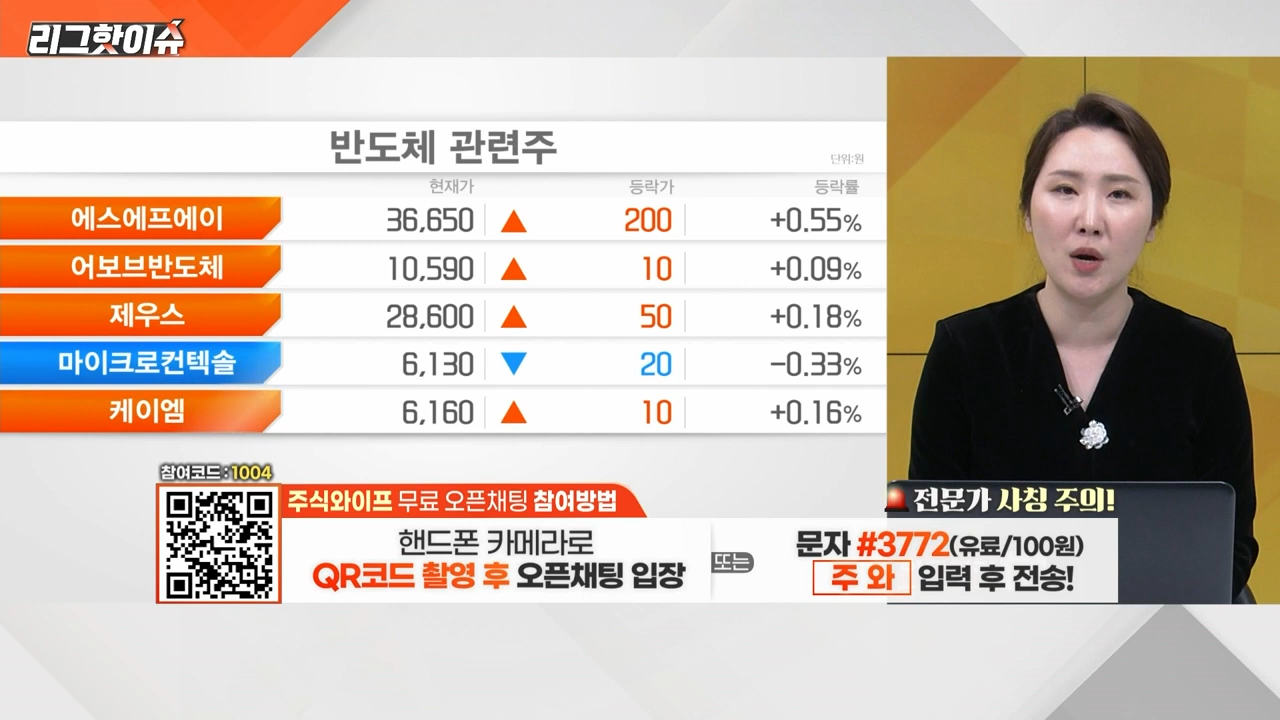 리그핫이슈
반도체 관련주
단위:원
현재가 등락가 등락률
에스에프에이 36,650 ▲ 200 +0.55%
어보브반도체 10,590 ▲ 10 +0.09%
제우스 28,600 ▲ 50 +0.18%
마이크로컨텍솔 6,130 ▼ 20 -0.33%
케이엠 6,160 ▲ 10 +0.16%
참여코드:1004
주식와이프 무료 오픈채팅 참여방법
핸드폰 카메라로
QR코드 촬영 후 오픈채팅 입장
또는
전문가 사칭 주의!
문자 #3772(유료/100원)
주 와 입력 후 전송!